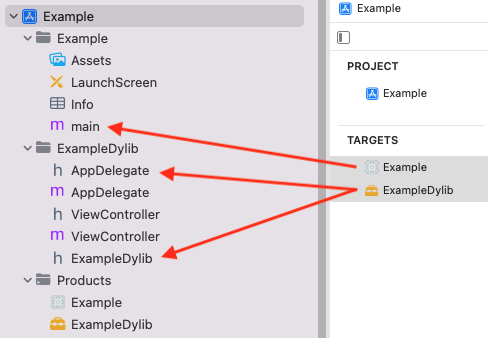 Example
Example
Assets
LaunchScreen
Info
m main
ExampleDylib
h AppDelegate
m AppDelegate
h ViewController
m ViewController
h ExampleDylib
Products
Example
ExampleDylib
Example
PROJECT
Example
TARGETS
Example
ExampleDylib